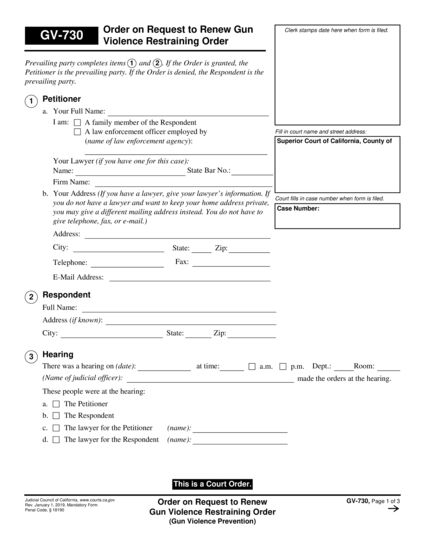 GV-730
Order on Request to Renew Gun
Violence Restraining Order
Clerk stamps date here when form is filed.
Prevailing party completes items 1 and 2. If the Order is granted, the
Petitioner is the prevailing party. If the Order is denied, the Respondent is the
prevailing party.
1 Petitioner
a. Your Full Name:
I am: A family member of the Respondent
A law enforcement officer employed by
(name of law enforcement agency):
Fill in court name and street address:
Superior Court of California, County of
Your Lawyer (if you have one for this case):
Name: State Bar No.:
Firm Name:
b. Your Address (If you have a lawyer, give your lawyer's information. If
you do not have a lawyer and want to keep your home address private,
you may give a different mailing address instead. You do not have to
give telephone, fax, or e-mail.)
Court fills in case number when form is filed.
Case Number:
Address:
City: State: Zip:
Telephone: Fax:
E-Mail Address:
2 Respondent
Full Name:
Address (if known):
City: State: Zip:
3 Hearing
There was a hearing on (date): at time: a.m. p.m. Dept.: Room:
(Name of judicial officer): made the orders at the hearing.
These people were at the hearing:
a. The Petitioner
b. The Respondent
c. The lawyer for the Petitioner (name):
d. The lawyer for the Respondent (name):
This is a Court Order.
Judicial Council of California, www.courts.ca.gov
Rev. January 1, 2019, Mandatory Form
Penal Code, § 18190
Order on Request to Renew
Gun Violence Restraining Order
(Gun Violence Prevention)
GV-730, Page 1 of 3